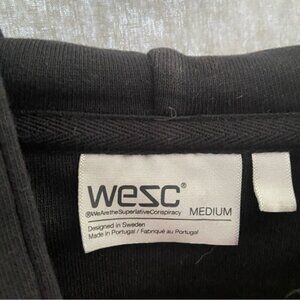 wesc®
®WeAretheSuperlativeConspiracy
MEDIUM
Designed in Sweden
Made in Portugal / Fabriqué au Portugal